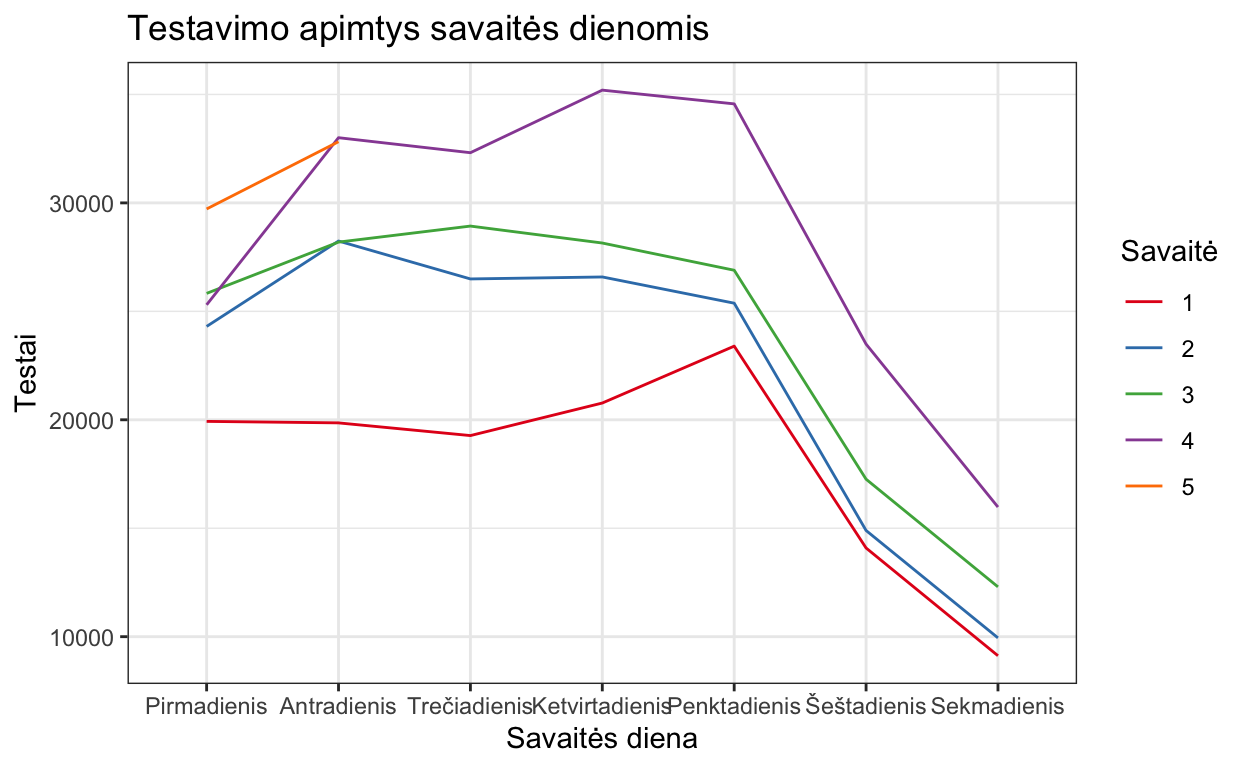 Testavimo apimtys savaitės dienomis
30000
20000
10000
Testai
Pirmadienis Antradienis Trečiadienis Ketvirtadienis Penktadienis Šeštadienis Sekmadienis
Savaitės diena
Savaitė
1
2
3
4
5